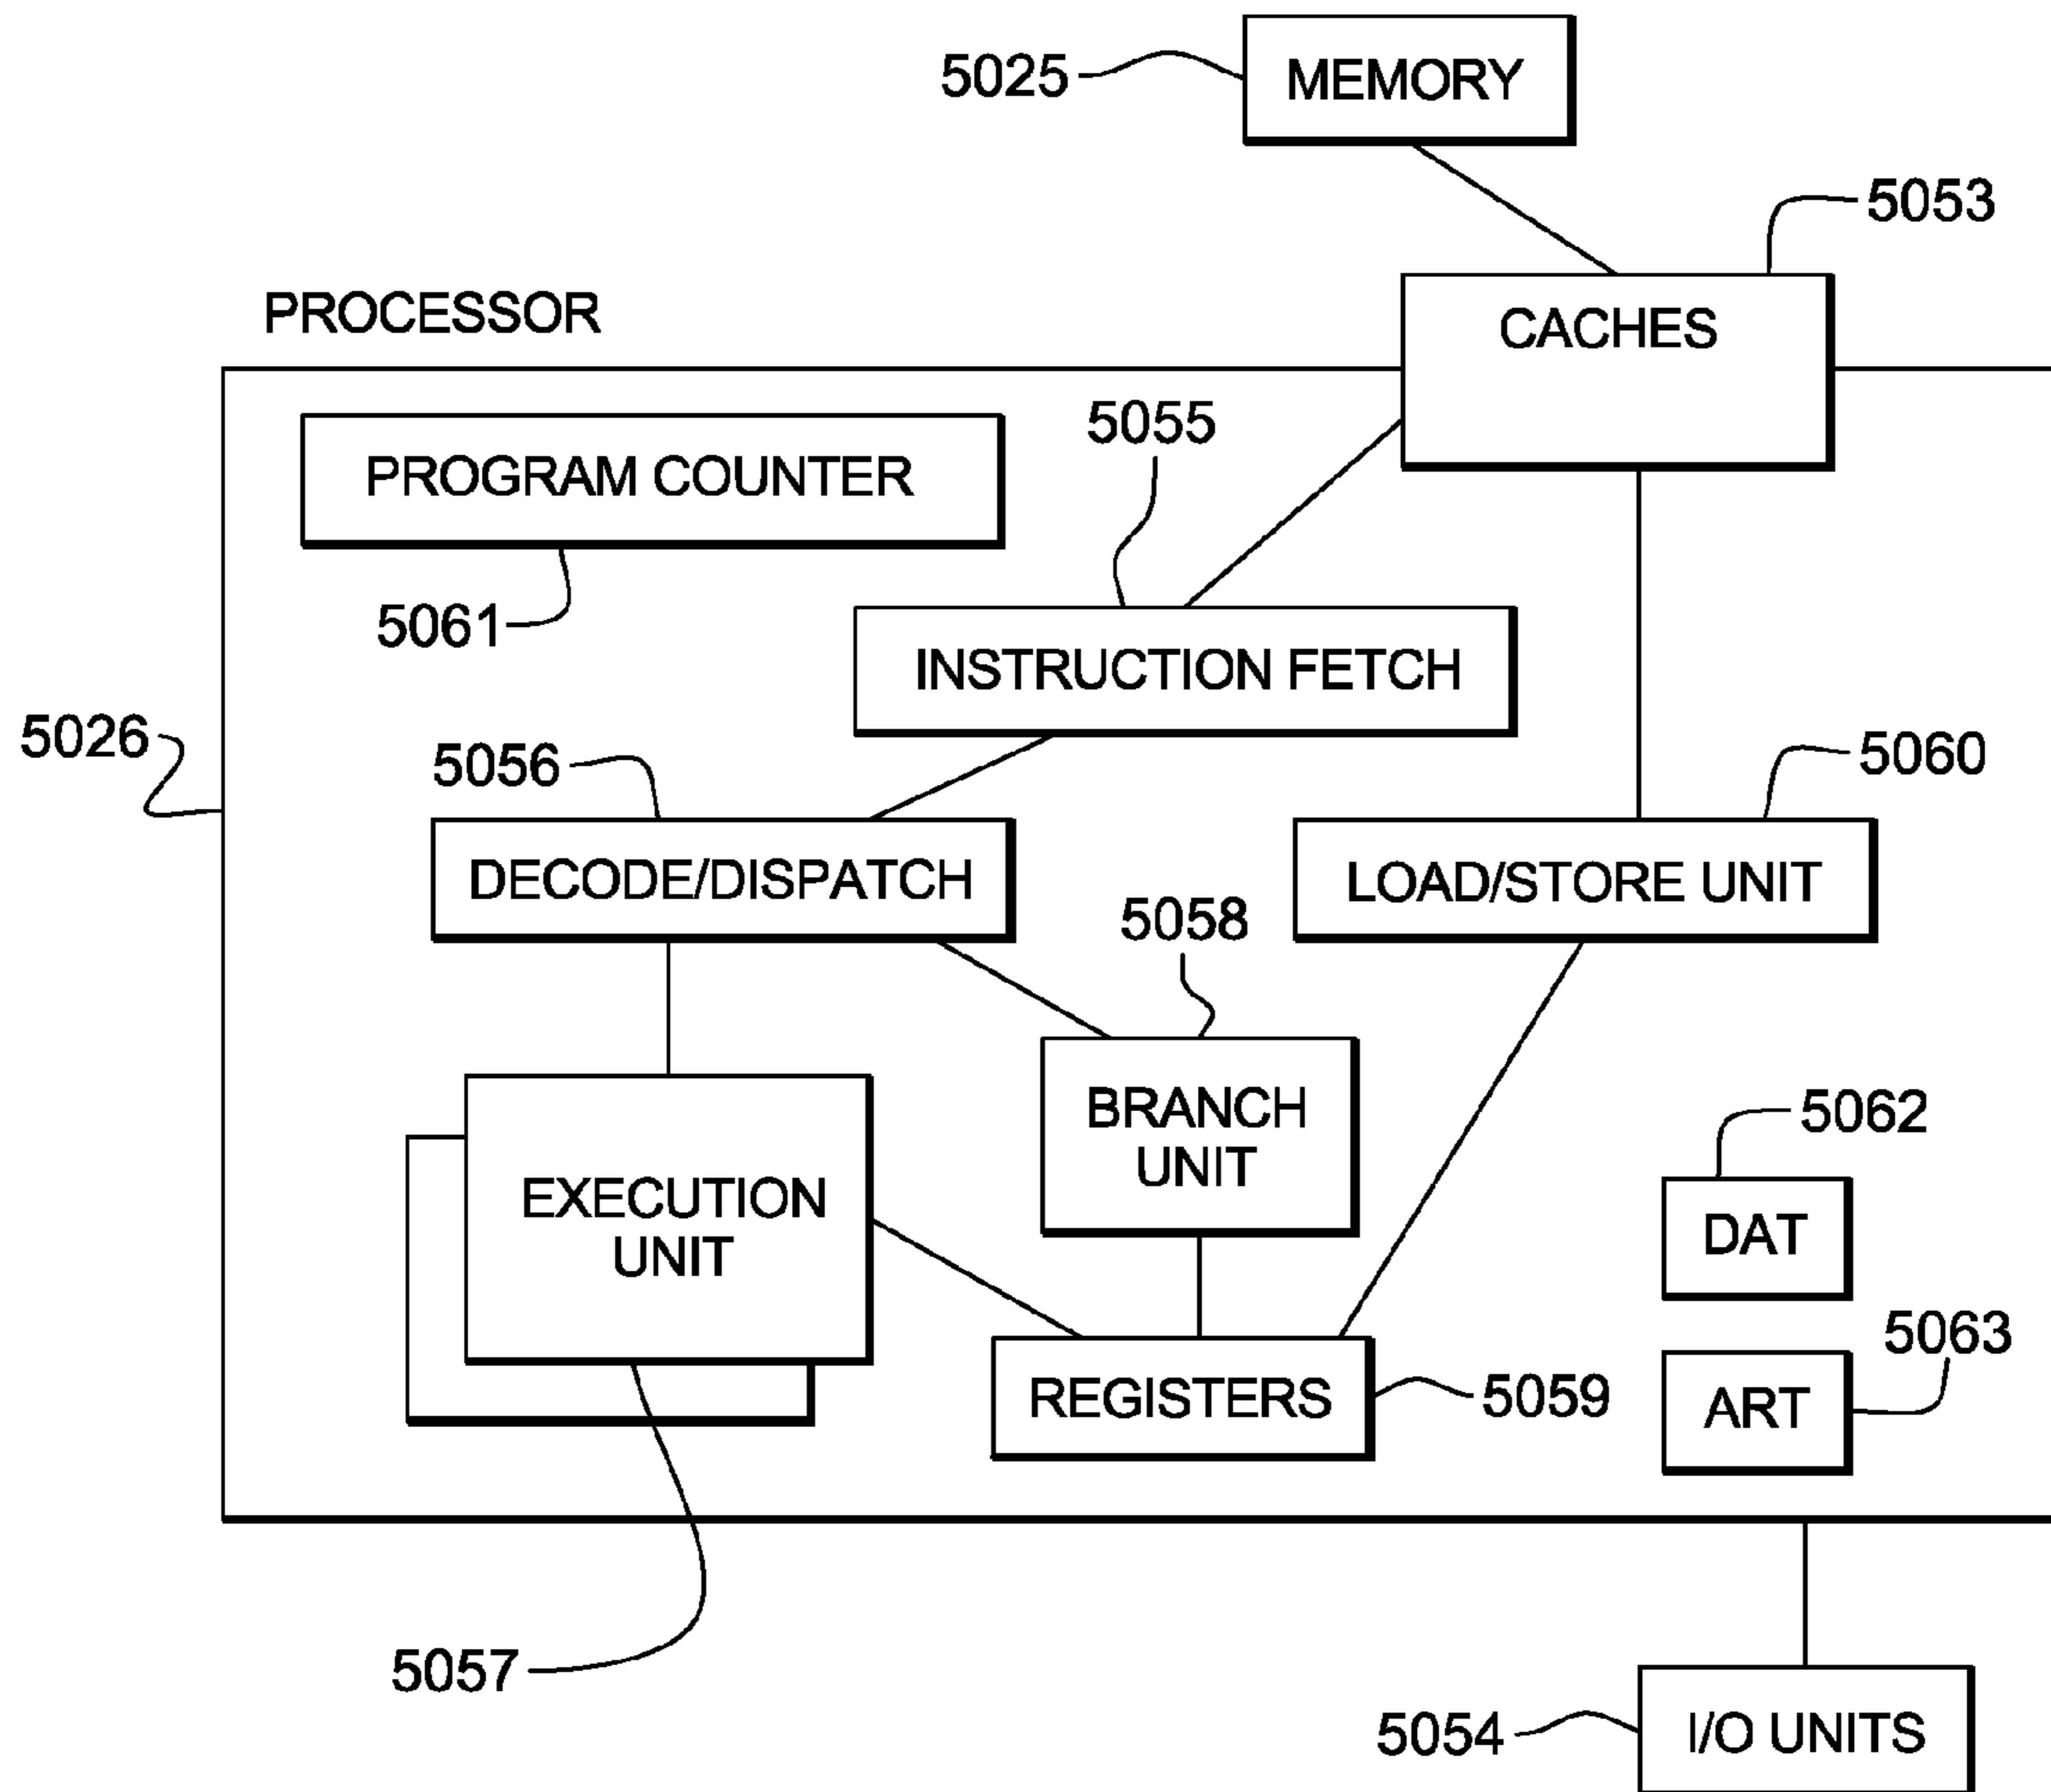 5025
MEMORY
5053
PROCESSOR
CACHES
5055
PROGRAM COUNTER
5061
INSTRUCTION FETCH
5026
5056
5060
DECODE/DISPATCH
LOAD/STORE UNIT
5058
BRANCH
UNIT
5062
EXECUTION
UNIT
DAT
5063
REGISTERS
5059
ART
5057
5054
I/O UNITS